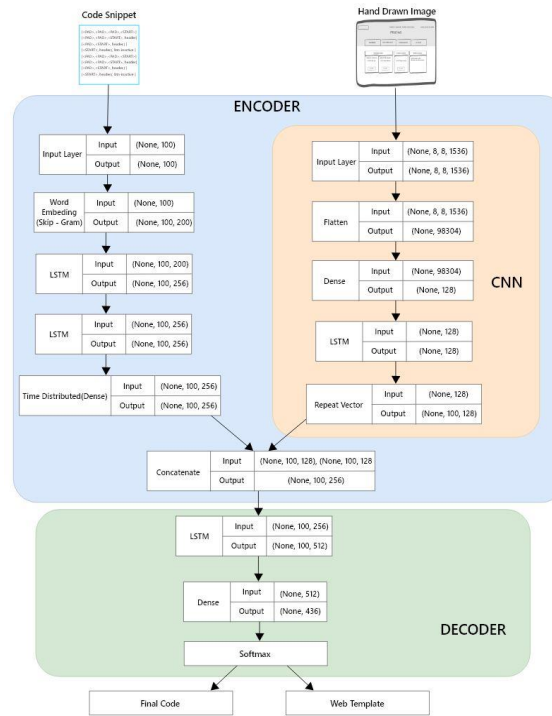 Code Snippet
Hand Drawn Image
ENCODER
Input Layer
Input (None, 100)
Output (None, 100)
Word Embeding (Skip - Gram)
Input (None, 100)
Output (None, 100, 200)
LSTM
Input (None, 100, 200)
Output (None, 100, 256)
LSTM
Input (None, 100, 256)
Output (None, 100, 256)
Time Distributed(Dense)
Input (None, 100, 256)
Output (None, 100, 256)
CNN
Input Layer
Input (None, 8, 8, 1536)
Output (None, 8, 8, 1536)
Flatten
Input (None, 8, 8, 1536)
Output (None, 98304)
Dense
Input (None, 98304)
Output (None, 128)
LSTM
Input (None, 128)
Output (None, 128)
Repeat Vector
Input (None, 128)
Output (None, 100, 128)
Concatenate
Input (None, 100, 128), (None, 100, 128
Output (None, 100, 256)
LSTM
Input (None, 100, 256)
Output (None, 100, 512)
Dense
Input (None, 512)
Output (None, 436)
DECODER
Softmax
Final Code
Web Template